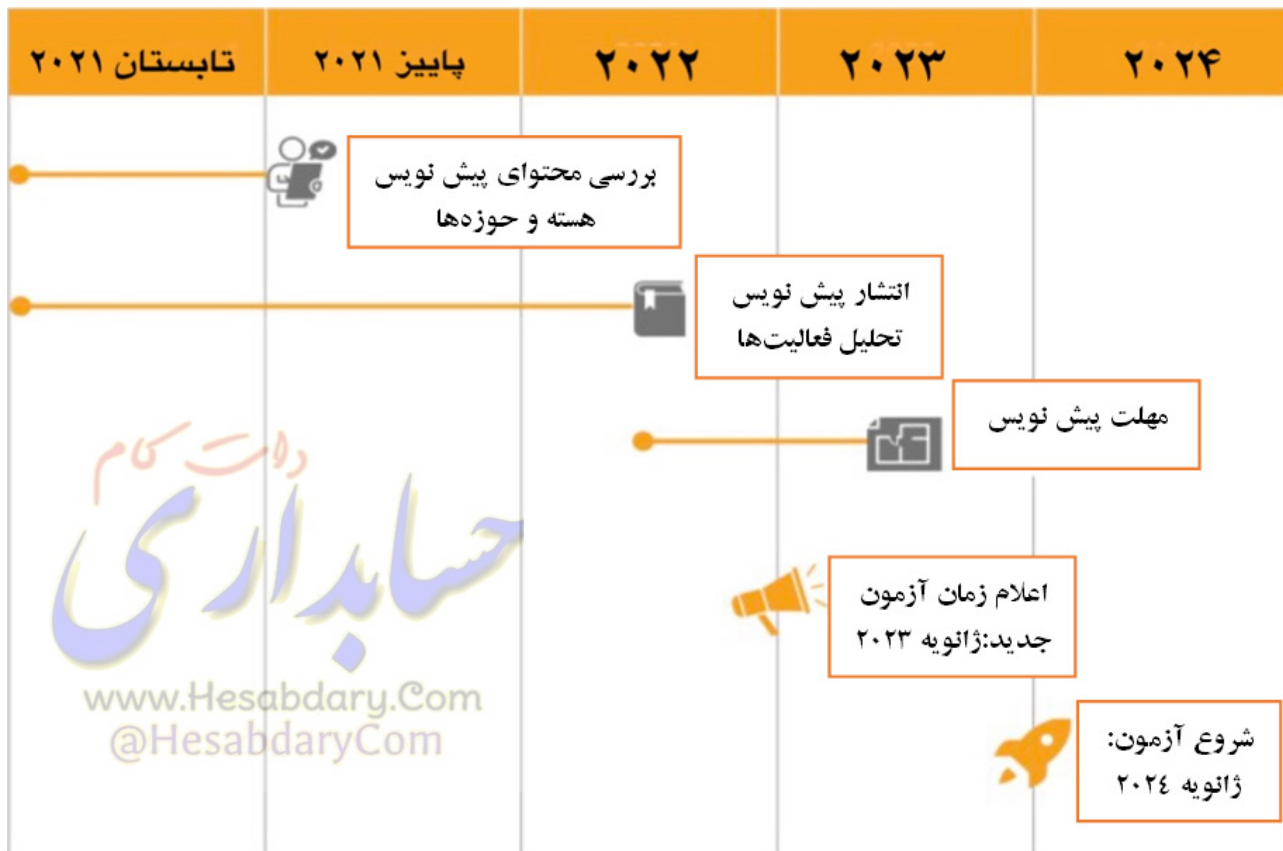 تابستان ۲۰۲۱
پاییز ۲۰۲۱
۲۰۲۲
۲۰۲۳
۲۰۲۴
بررسی محتوای پیش نویس
هسته و حوزه‌ها
انتشار پیش نویس
تحلیل فعالیت‌ها
مهلت پیش نویس
اعلام زمان آزمون
جدید:ژانویه ۲۰۲۳
شروع آزمون:
ژانویه ۲۰۲٤
دات کام
حسابداری
www.Hesabdary.Com
@HesabdaryCom